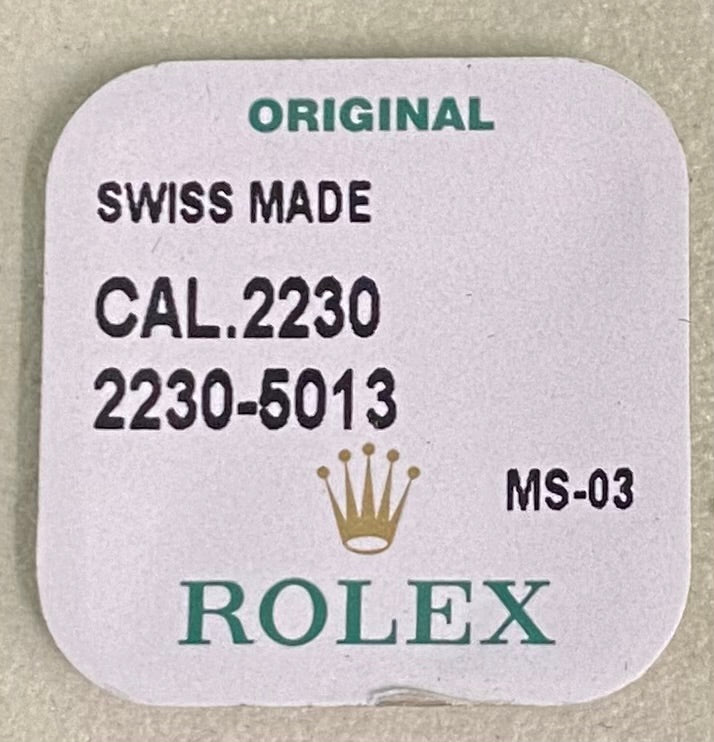 ORIGINAL
SWISS MADE
CAL.2230
2230-5013
MS-03
ROLEX